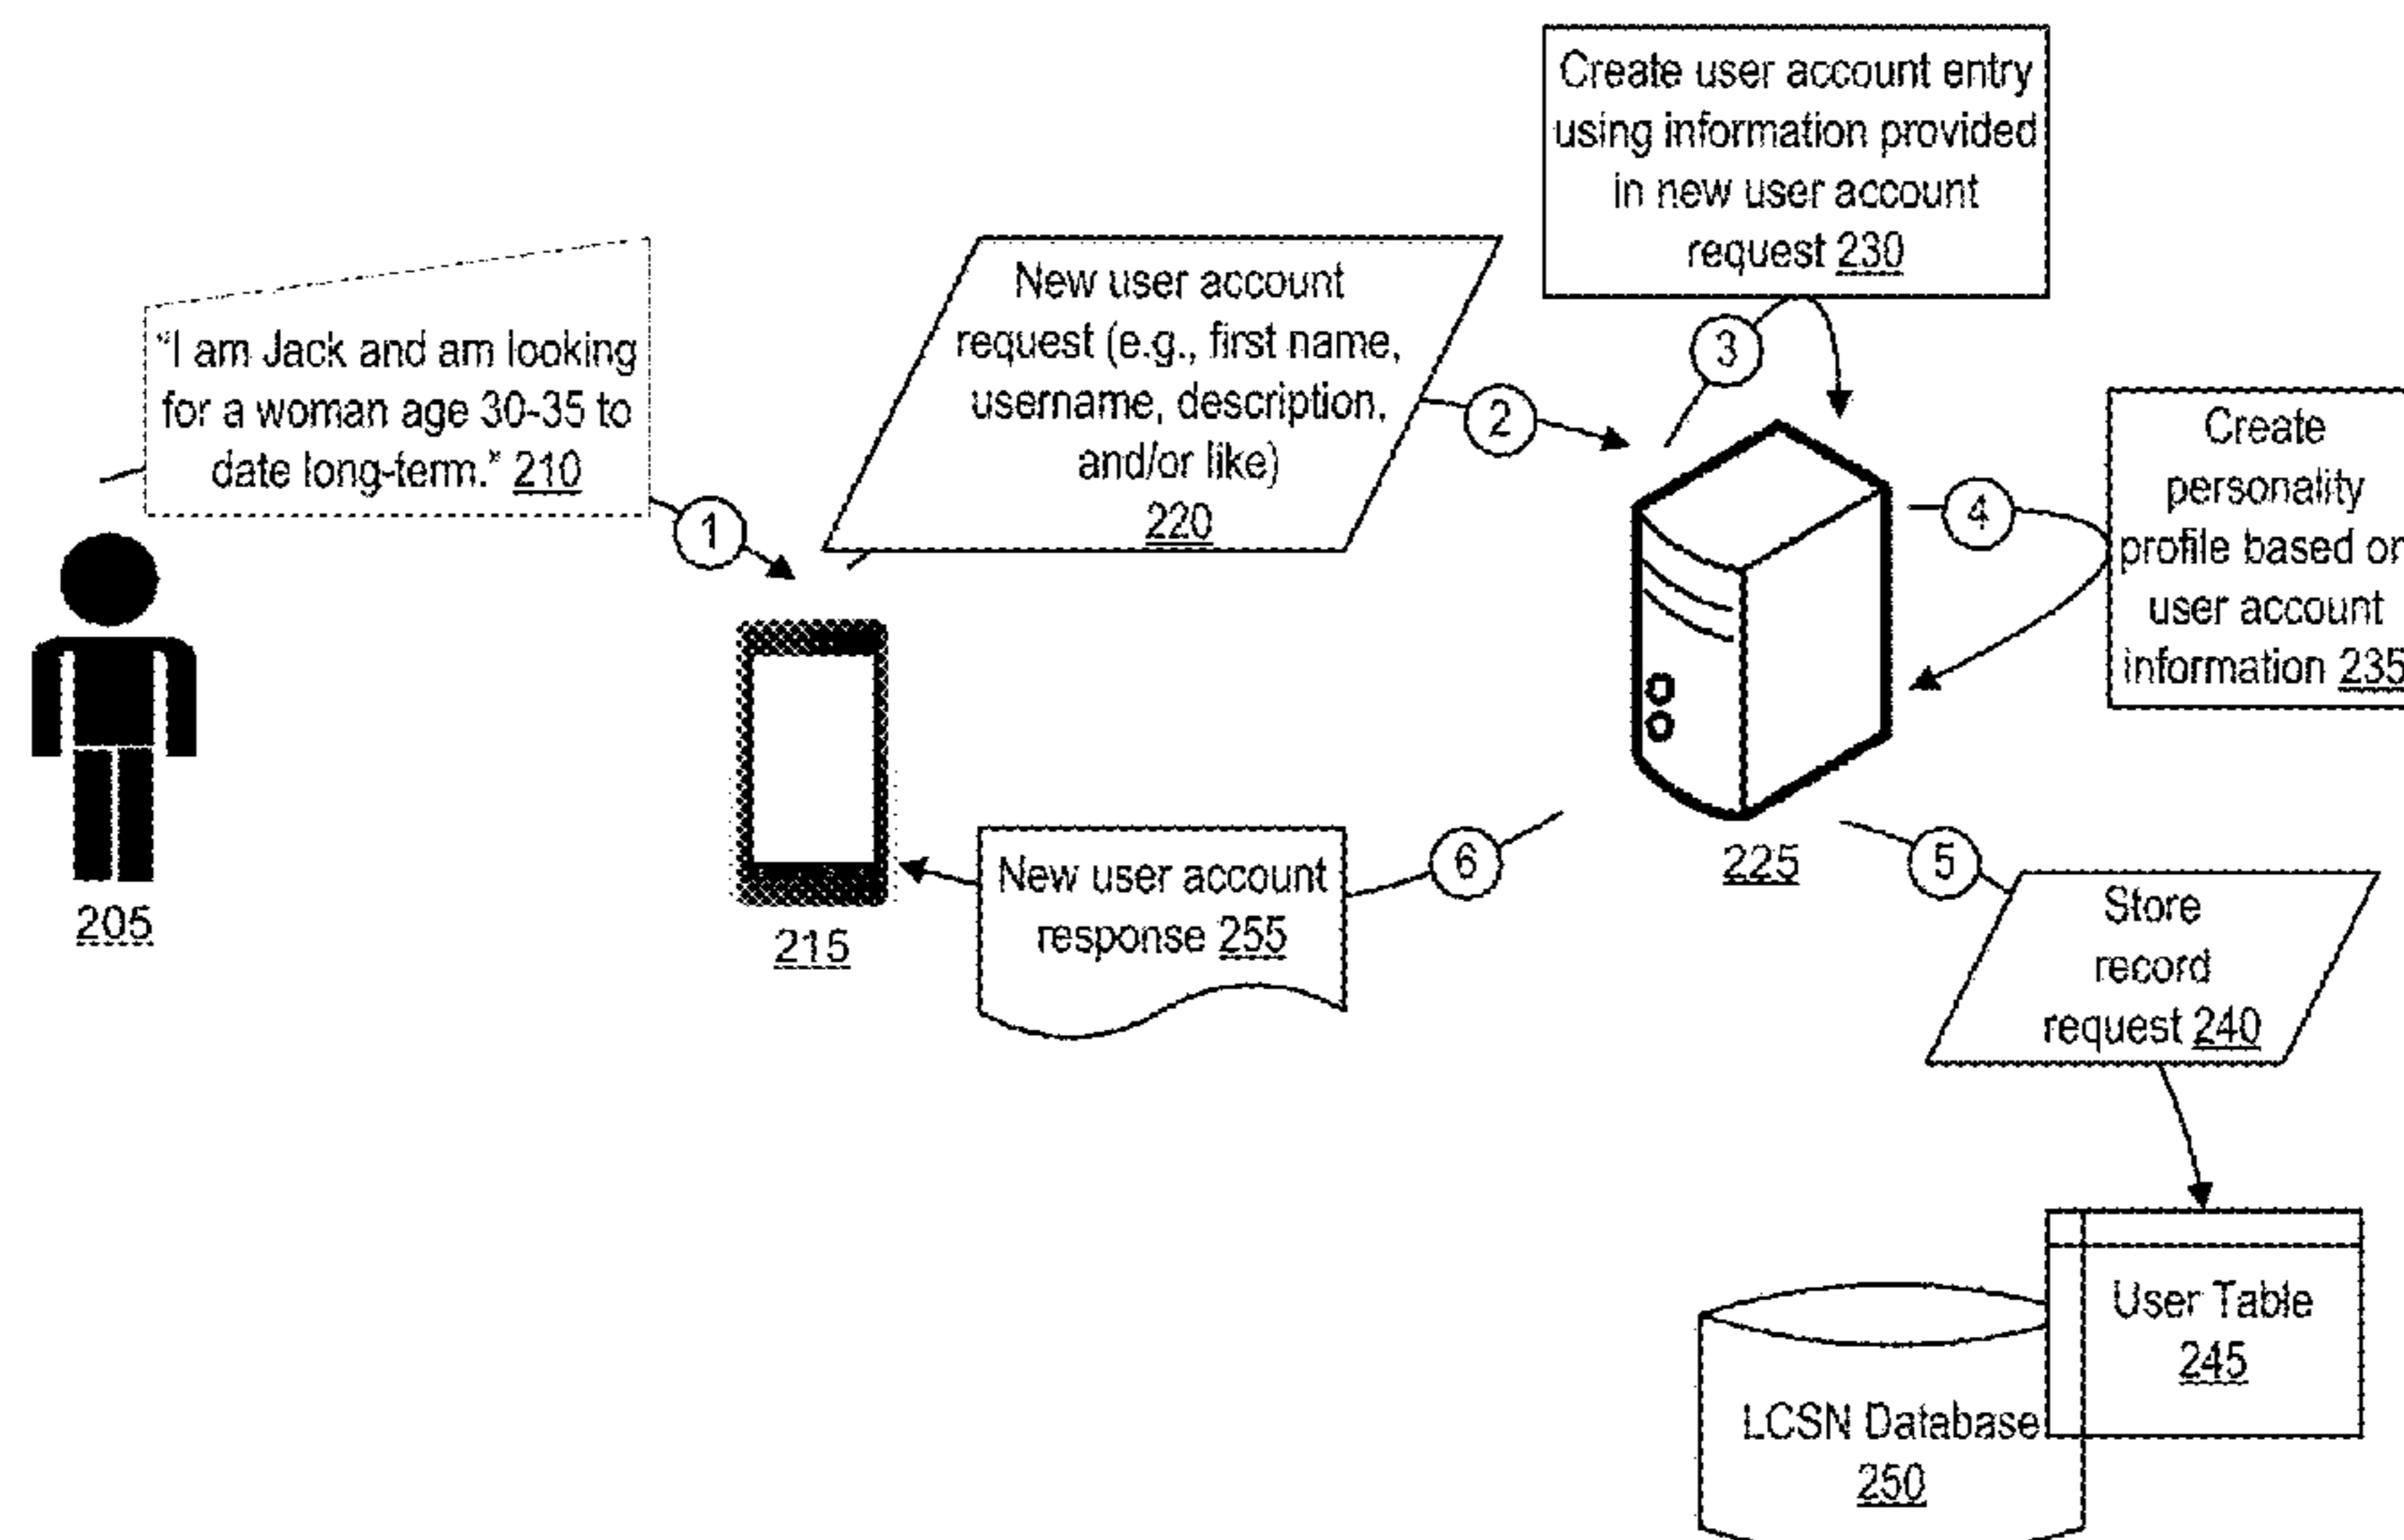 Create user account entry
using information provided
in new user account
request 230
"I am Jack and am looking
for a woman age 30-35 to
date long-term." 210
New user account
request (e.g., first name,
username, description,
and/or like)
220
1
2
3
4
Create
personality
profile based on
user account
information 235
205
215
New user account
response 255
6
225
5
Store
record
request 240
User Table
245
LCSN Database
250